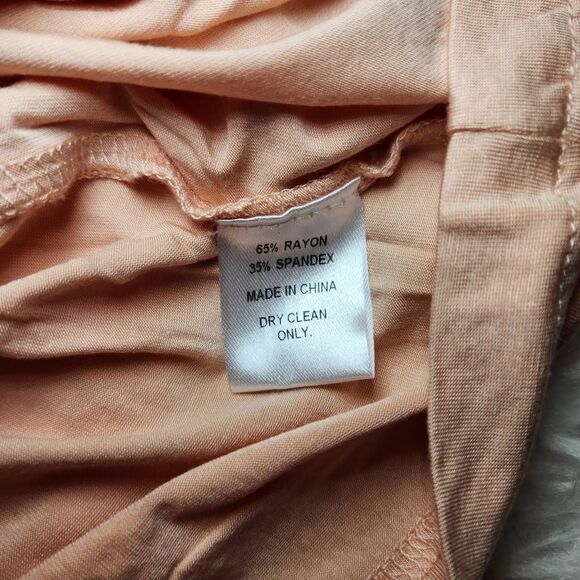 65% RAYON
35% SPANDEX
MADE IN CHINA
DRY CLEAN
ONLY.